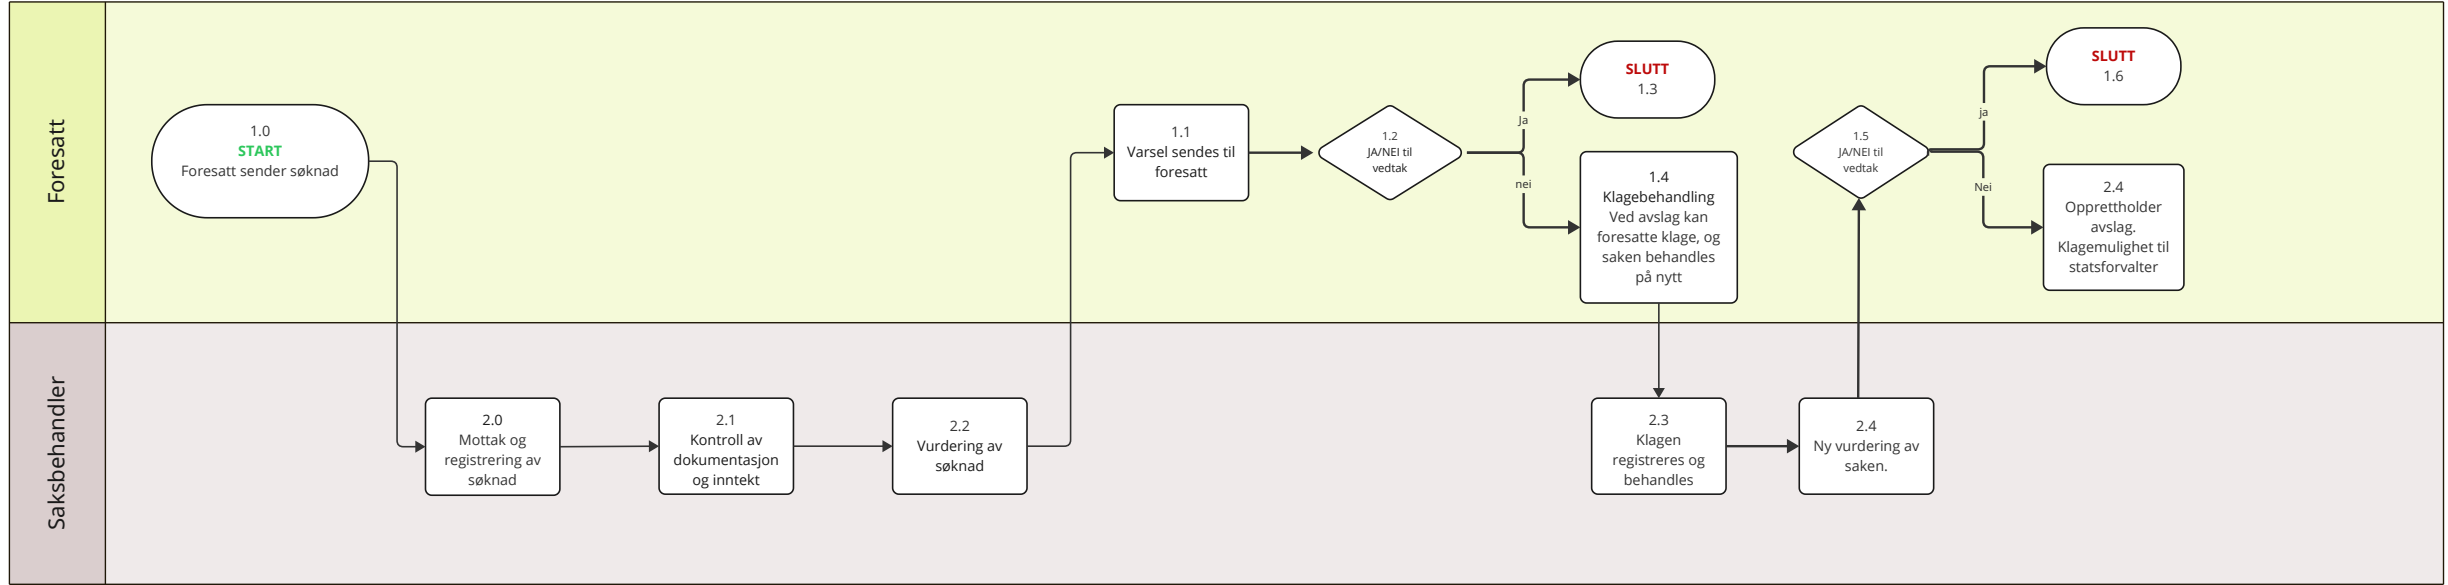 Foresatt
1.0
START
Foresatt sender søknad
1.1
Varsel sendes til
foresatt
1.2
JA/NEI til
vedtak
Ja
nei
SLUTT
1.3
1.4
Klagebehandling
Ved avslag kan
foresatte klage, og
saken behandles
på nytt
1.5
JA/NEI til
vedtak
ja
Nei
SLUTT
1.6
2.4
Opprettholder
avslag.
Klagemulighet til
statsforvalter
Saksbehandler
2.0
Mottak og
registrering av
søknad
2.1
Kontroll av
dokumentasjon
og inntekt
2.2
Vurdering av
søknad
2.3
Klagen
registreres og
behandles
2.4
Ny vurdering av
saken.